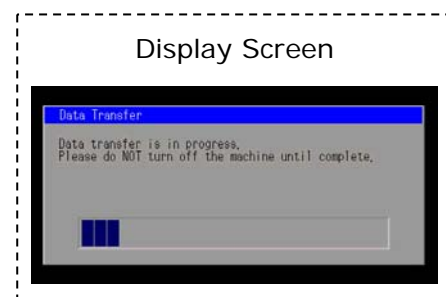 Display Screen
Data Transfer
Data transfer is in progress.
Please do NOT turn off the machine until complete.